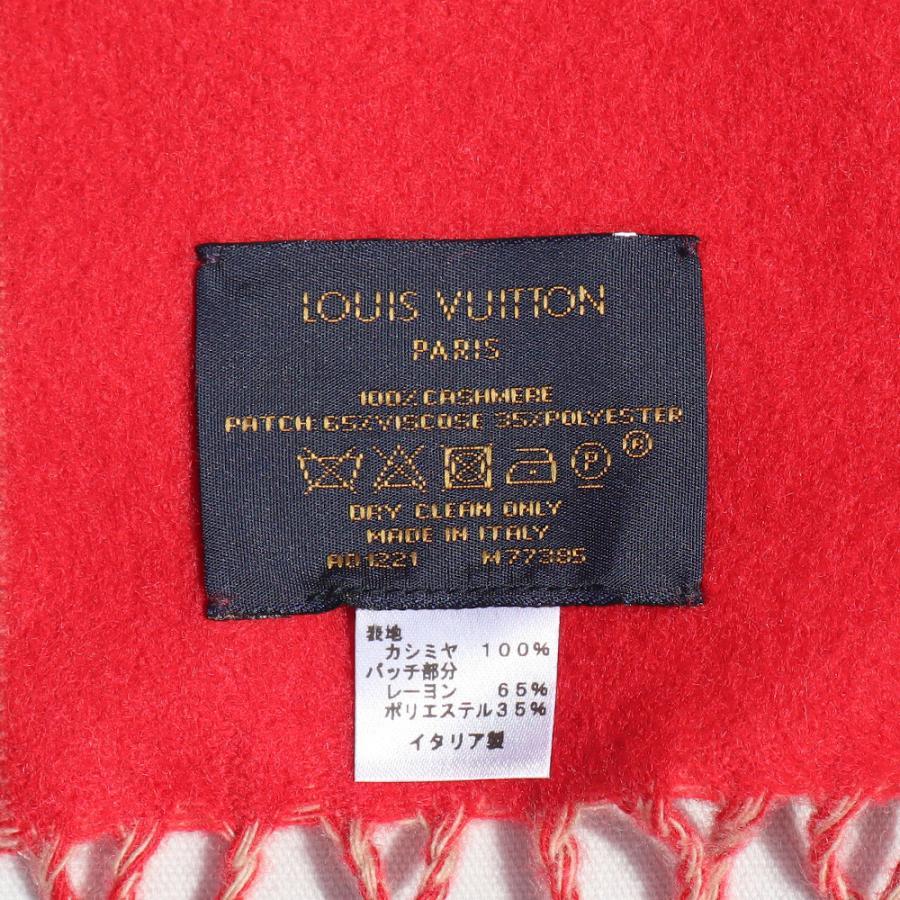 LOUIS VUITTON
PARIS
100% CASHMERE
PATCH: 65% VISCOSE 35% POLYESTER
P P
DRY CLEAN ONLY
MADE IN ITALY
AD1221 M77385
表地
カシミヤ 100%
パッチ部分
レーヨン 65%
ポリエステル35%
イタリア製